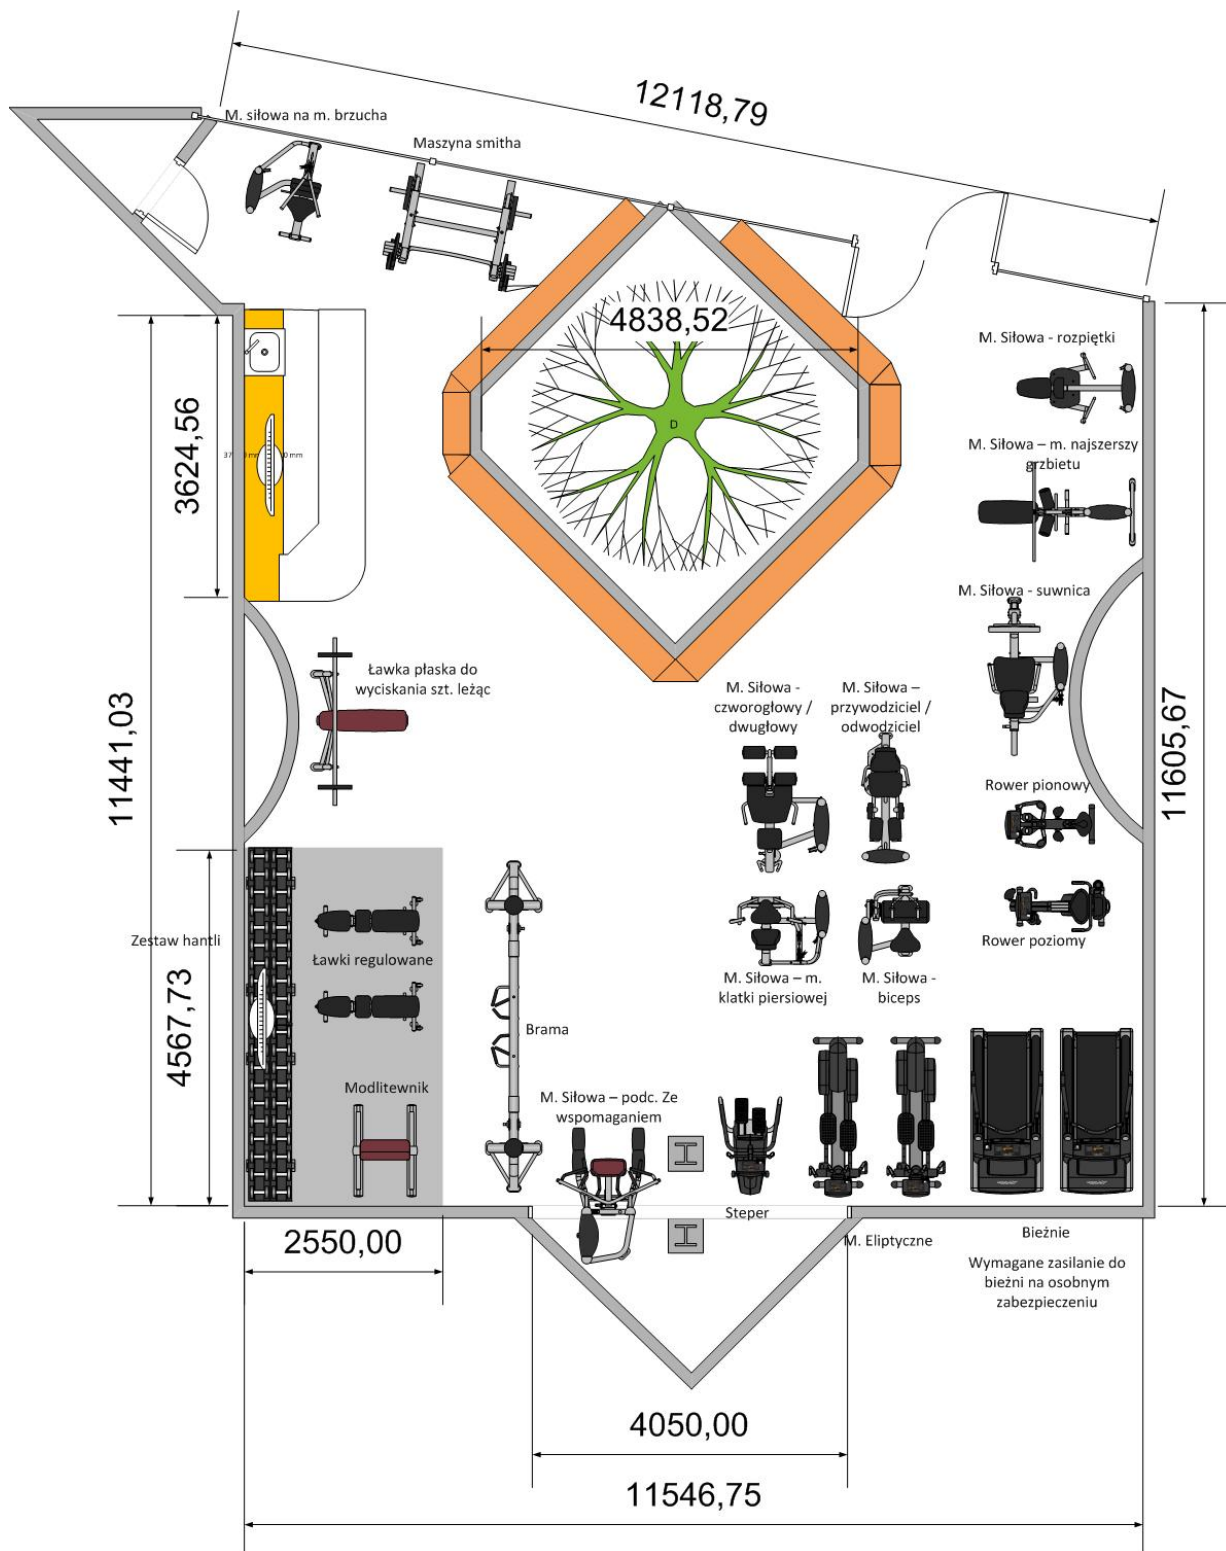 12118,79
M. siłowa na m. brzucha
Maszyna smitha
4838,52
D
M. Siłowa - rozpiętki
M. Siłowa – m. najszerszy
grzbietu
3624,56
M. Siłowa - suwnica
Ławka płaska do
wyciskania szt. leżąc
M. Siłowa -
czworogłowy /
dwugłowy
M. Siłowa –
przywodziciel /
odwodziciel
11441,03
11605,67
Rower pionowy
Zestaw hantli
Ławki regulowane
Rower poziomy
M. Siłowa – m.
klatki piersiowej
M. Siłowa -
biceps
4567,73
Brama
Modlitewnik
M. Siłowa – podc. Ze
wspomaganiem
Steper
M. Eliptyczne
Bieżnie
Wymagane zasilanie do
bieżni na osobnym
zabezpieczeniu
2550,00
4050,00
11546,75